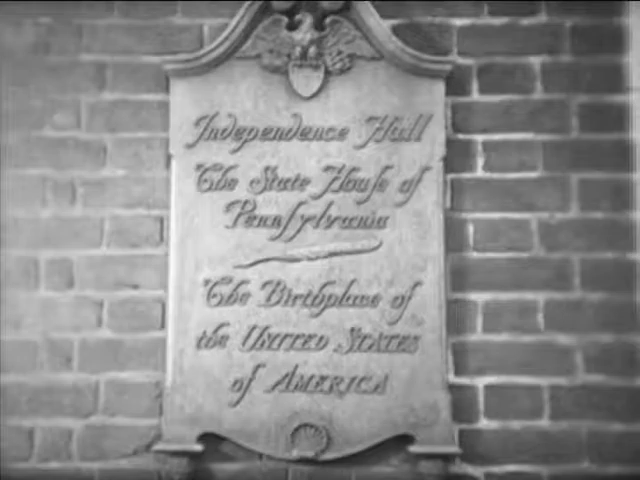 Independence Hall
The State Houſe of
Pennſylvania
The Birthplace of
the UNITED STATES
of AMERICA